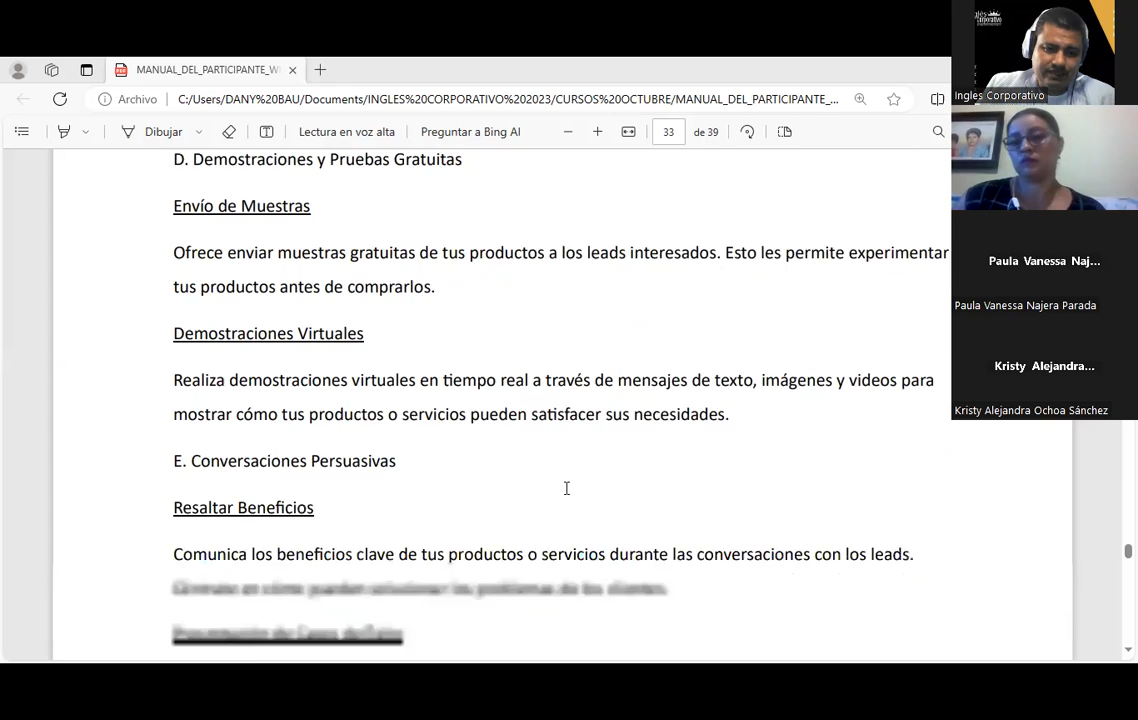 MANUAL_DEL_PARTICIPANTE_W
Archivo
C:/Users/DANY%20BAU/Documents/INGLES%20CORPORATIVO%202023/CURSOS%20OCTUBRE/MANUAL_DEL_PARTICIPANTE_...
Dibujar
Lectura en voz alta
Preguntar a Bing AI
33
de 39
D. Demostraciones y Pruebas Gratuitas
Envío de Muestras
Ofrece enviar muestras gratuitas de tus productos a los leads interesados. Esto les permite experimentar
tus productos antes de comprarlos.
Demostraciones Virtuales
Realiza demostraciones virtuales en tiempo real a través de mensajes de texto, imágenes y videos para
mostrar cómo tus productos o servicios pueden satisfacer sus necesidades.
E. Conversaciones Persuasivas
Resaltar Beneficios
Comunica los beneficios clave de tus productos o servicios durante las conversaciones con los leads.
Ingles Corporativo
Paula Vanessa Naj...
Paula Vanessa Najera Parada
Kristy Alejandra...
Kristy Alejandra Ochoa Sánchez